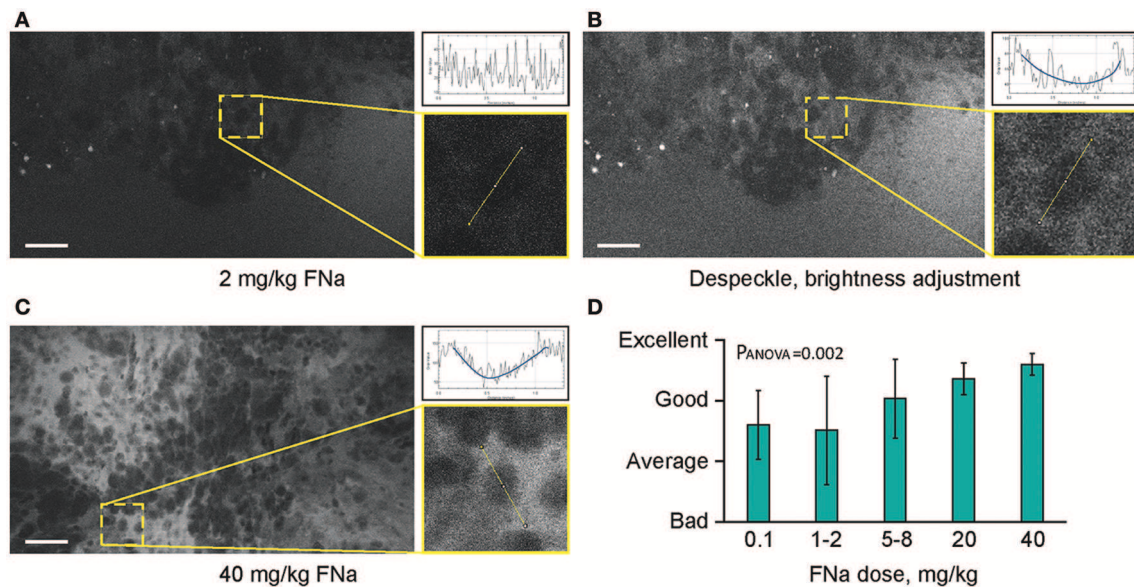 A
B
2 mg/kg FNa
Despeckle, brightness adjustment
C
D
40 mg/kg FNa
Excellent
PANOVA=0.002
Good
Average
Bad
0.1 1-2 5-8 20 40
FNa dose, mg/kg